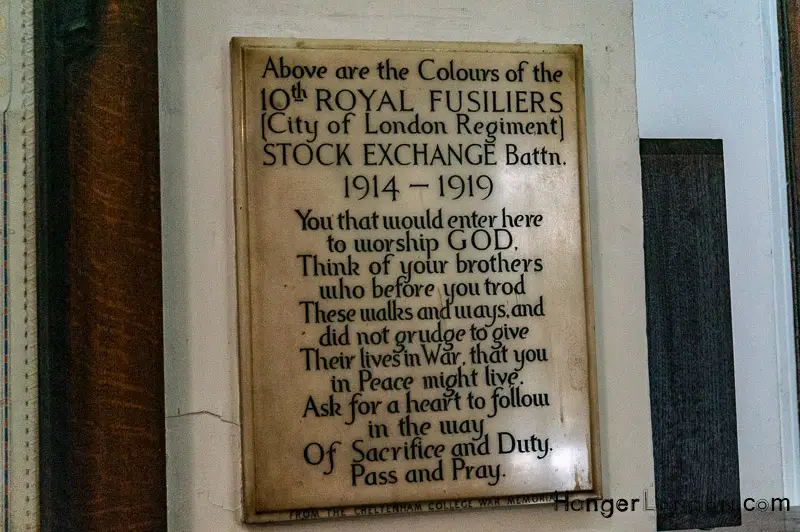 Above are the Colours of the
10th ROYAL FUSILIERS
(City of London Regiment)
STOCK EXCHANGE Battn.
1914 – 1919
You that would enter here
to worship GOD,
Think of your brothers
who before you trod
These walks and ways, and
did not grudge to give
Their lives in War, that you
in Peace might live.
Ask for a heart to follow
in the way
Of Sacrifice and Duty.
Pass and Pray.
FROM THE CHELTENHAM COLLEGE WAR MEMORIAL
HongerLondon.com